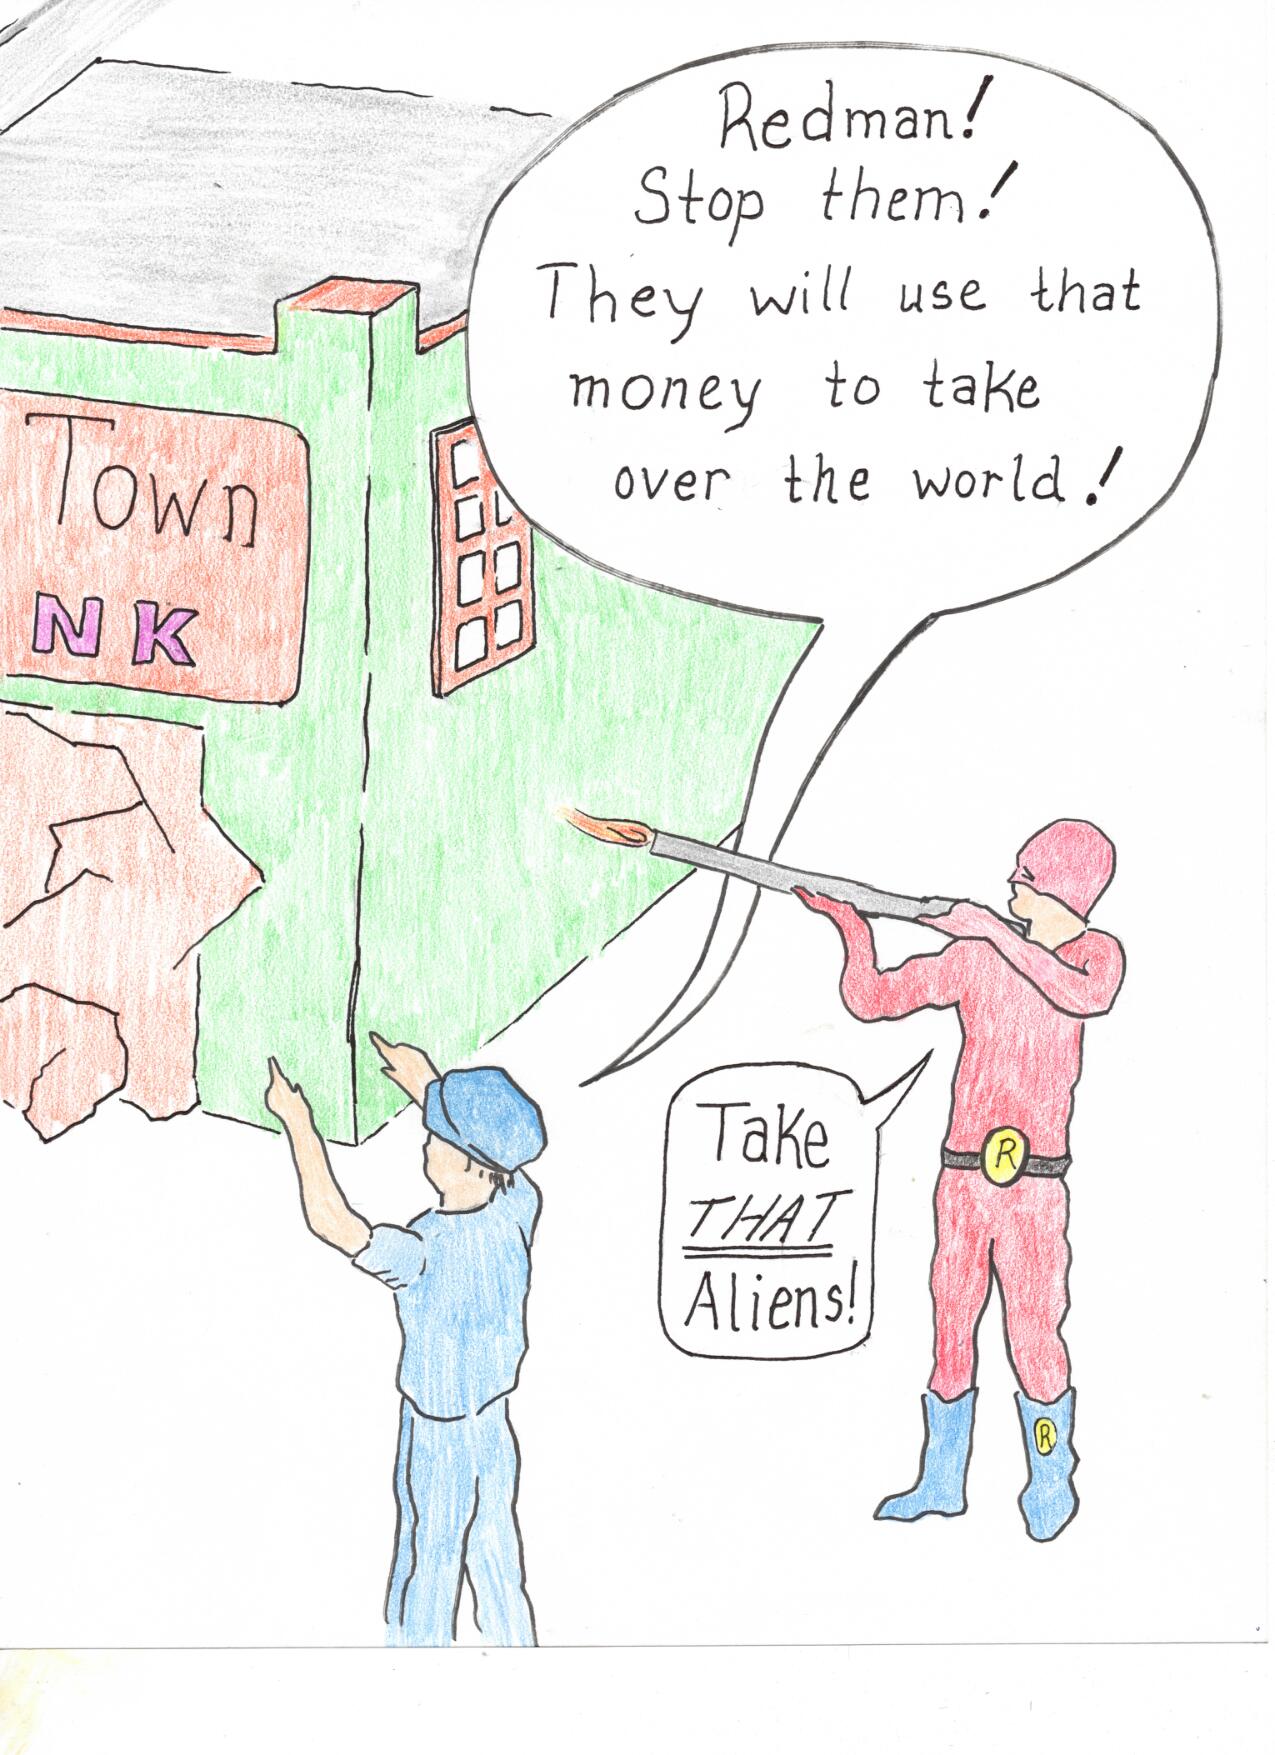 Redman!
Stop them!
They will use that
money to take
over the world!
Town
NK
Take
THAT
Aliens!
R
R